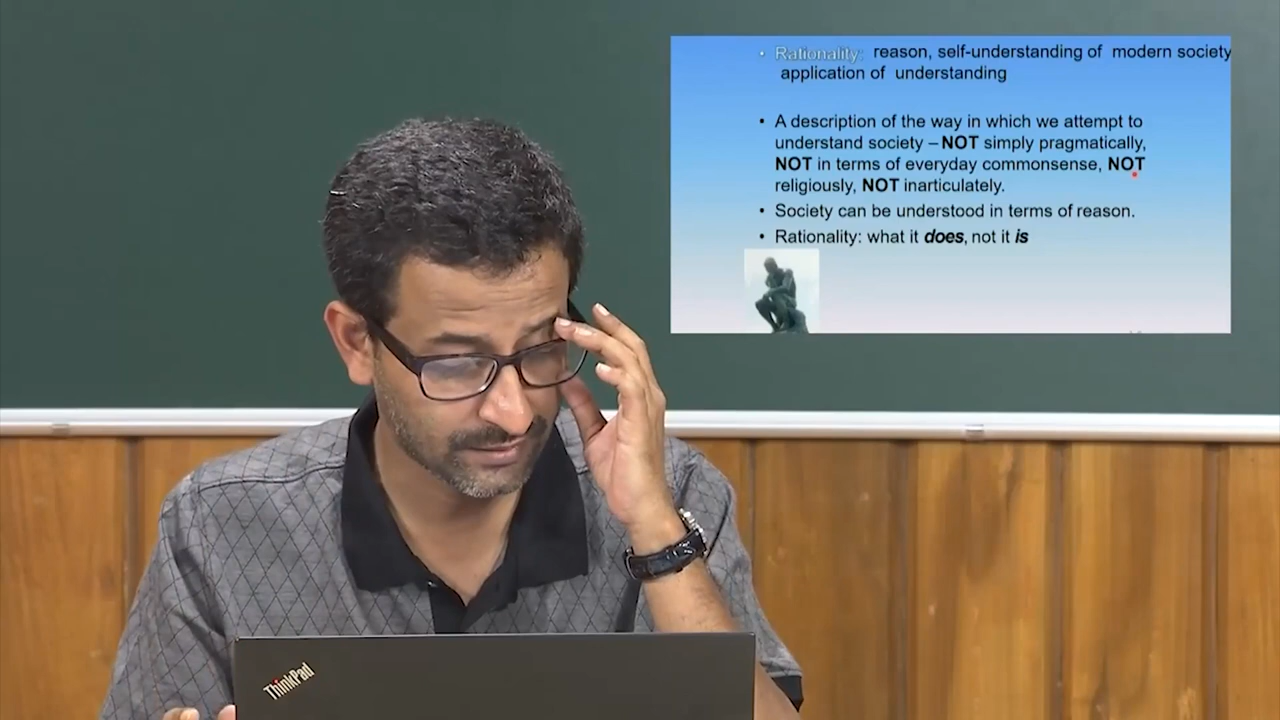 • Rationality: reason, self-understanding of modern society
application of understanding
• A description of the way in which we attempt to
understand society – NOT simply pragmatically,
NOT in terms of everyday commonsense, NOT
religiously, NOT inarticulately.
• Society can be understood in terms of reason.
• Rationality: what it does, not it is
ThinkPad